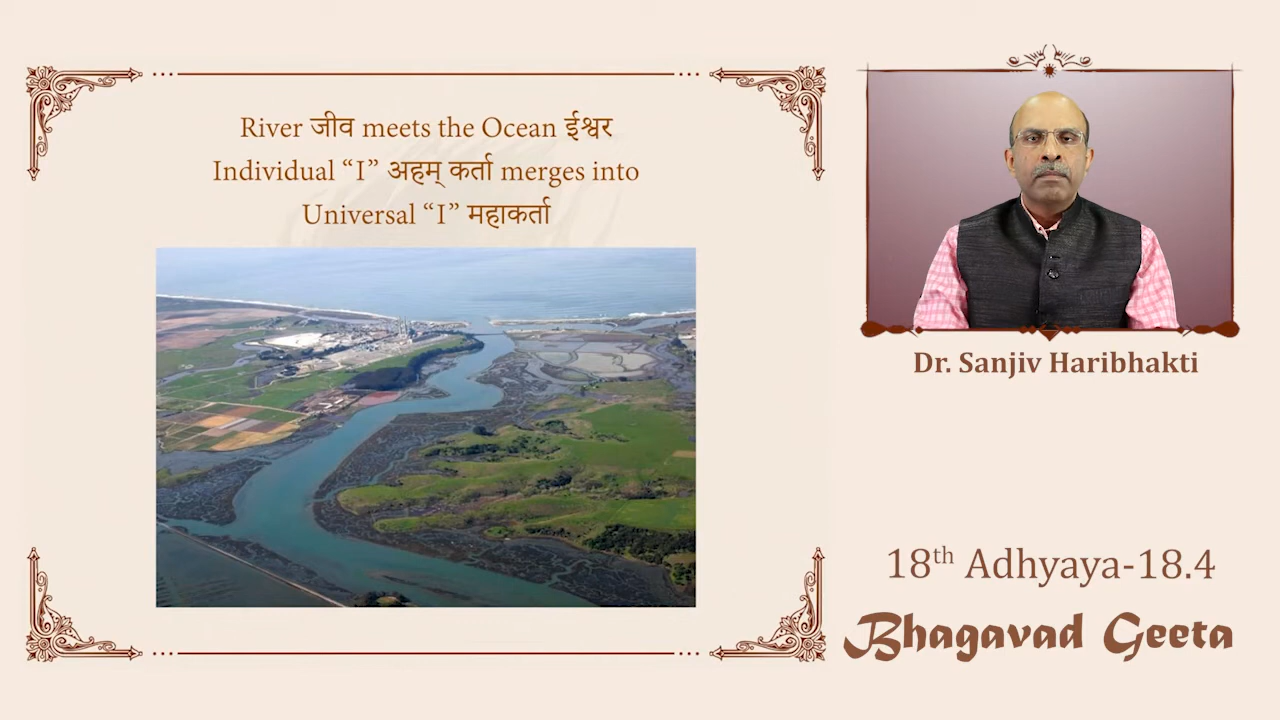 River जीव meets the Ocean ईश्वर
Individual “I” अहम् कर्ता merges into
Universal “I” महाकर्ता
Dr. Sanjiv Haribhakti
18th Adhyaya-18.4
Bhagavad Geeta